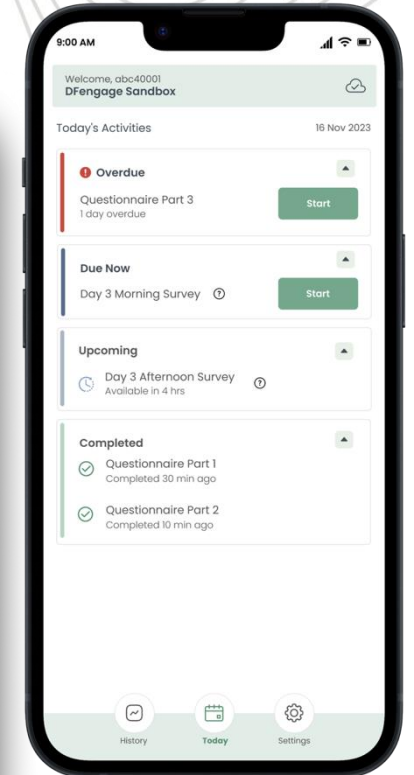 9:00 AM
Welcome, abc40001
DFengage Sandbox
Today's Activities 16 Nov 2023
Overdue
Questionnaire Part 3
1 day overdue
Start
Due Now
Day 3 Morning Survey
Start
Upcoming
Day 3 Afternoon Survey
Available in 4 hrs
Completed
Questionnaire Part 1
Completed 30 min ago
Questionnaire Part 2
Completed 10 min ago
History Today Settings